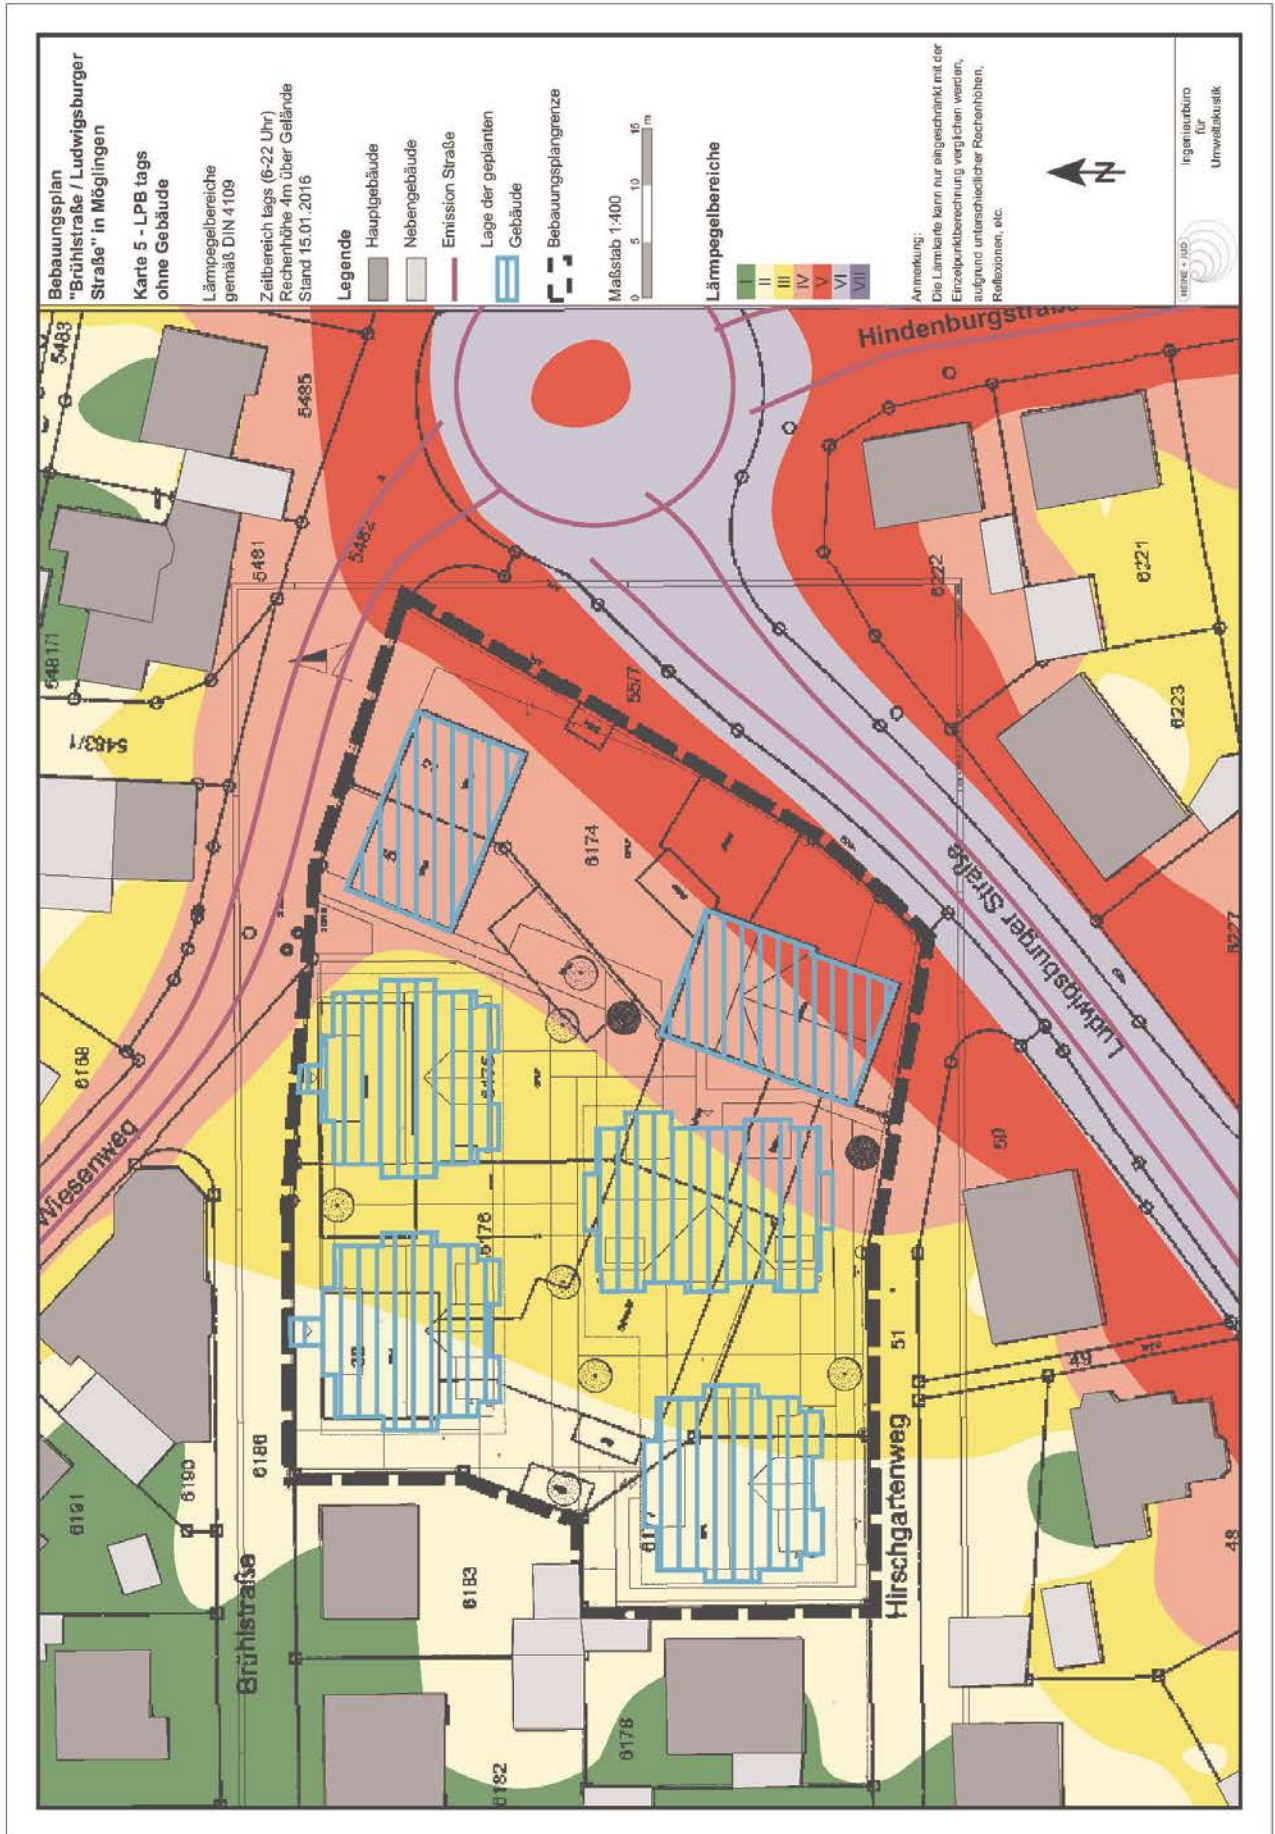 Bebauungsplan
"Brühlstraße / Ludwigsburger
Straße" in Möglingen
Karte 5 - LPB tags
ohne Gebäude
Lärmpegelbereiche
gemäß DIN 4109
Zeitbereich tags (6-22 Uhr)
Rechenhöhe 4m über Gelände
Stand 15.01.2016
Legende
Hauptgebäude
Nebengebäude
Emission Straße
Lage der geplanten
Gebäude
Bebauungsplangrenze
Maßstab 1:400
0 5 10 15
m
Lärmpegelbereiche
I
II
III
IV
V
VI
VII
Anmerkung:
Die Lärmkarte kann nur eingeschränkt mit der
Einzelpunktberechnung verglichen werden,
aufgrund unterschiedlicher Rechenhöhen,
Reflexionen, etc.
N
HEINE + JUD
Ingenieurbüro
für
Umweltakustik
Wiesenweg
Brühlstraße
Hirschgartenweg
Ludwigsburger Straße
Hindenburgstraße
5483
5485
5481
5481/1
5482
5483/1
6168
6174
6176
6186
6190
6191
6183
6182
6178
55/7
6222
6221
6223
50
51
49
48